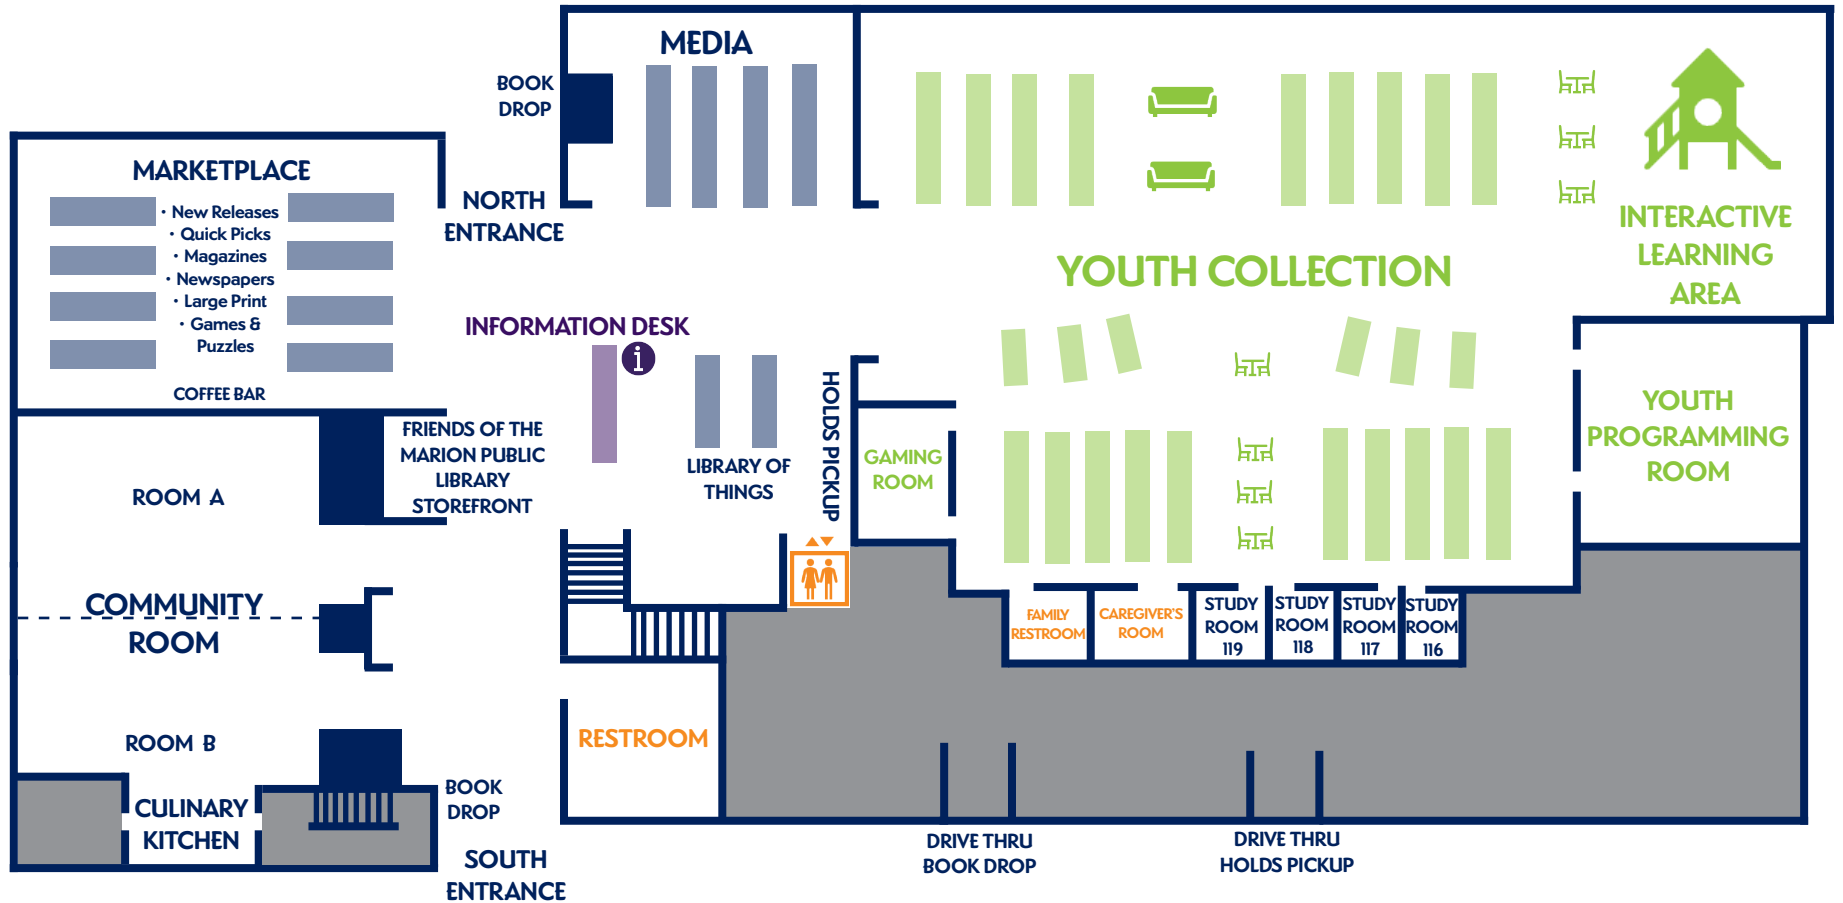 MEDIA
BOOK
DROP
MARKETPLACE
• New Releases
• Quick Picks
• Magazines
• Newspapers
• Large Print
• Games &
Puzzles
COFFEE BAR
NORTH
ENTRANCE
INTERACTIVE
LEARNING
AREA
YOUTH COLLECTION
INFORMATION DESK
i
HOLDS PICKUP
LIBRARY OF
THINGS
FRIENDS OF THE
MARION PUBLIC
LIBRARY
STOREFRONT
GAMING
ROOM
YOUTH
PROGRAMMING
ROOM
ROOM A
COMMUNITY
ROOM
ROOM B
FAMILY
RESTROOM
CAREGIVER'S
ROOM
STUDY
ROOM
119
STUDY
ROOM
118
STUDY
ROOM
117
STUDY
ROOM
116
RESTROOM
CULINARY
KITCHEN
BOOK
DROP
SOUTH
ENTRANCE
DRIVE THRU
BOOK DROP
DRIVE THRU
HOLDS PICKUP